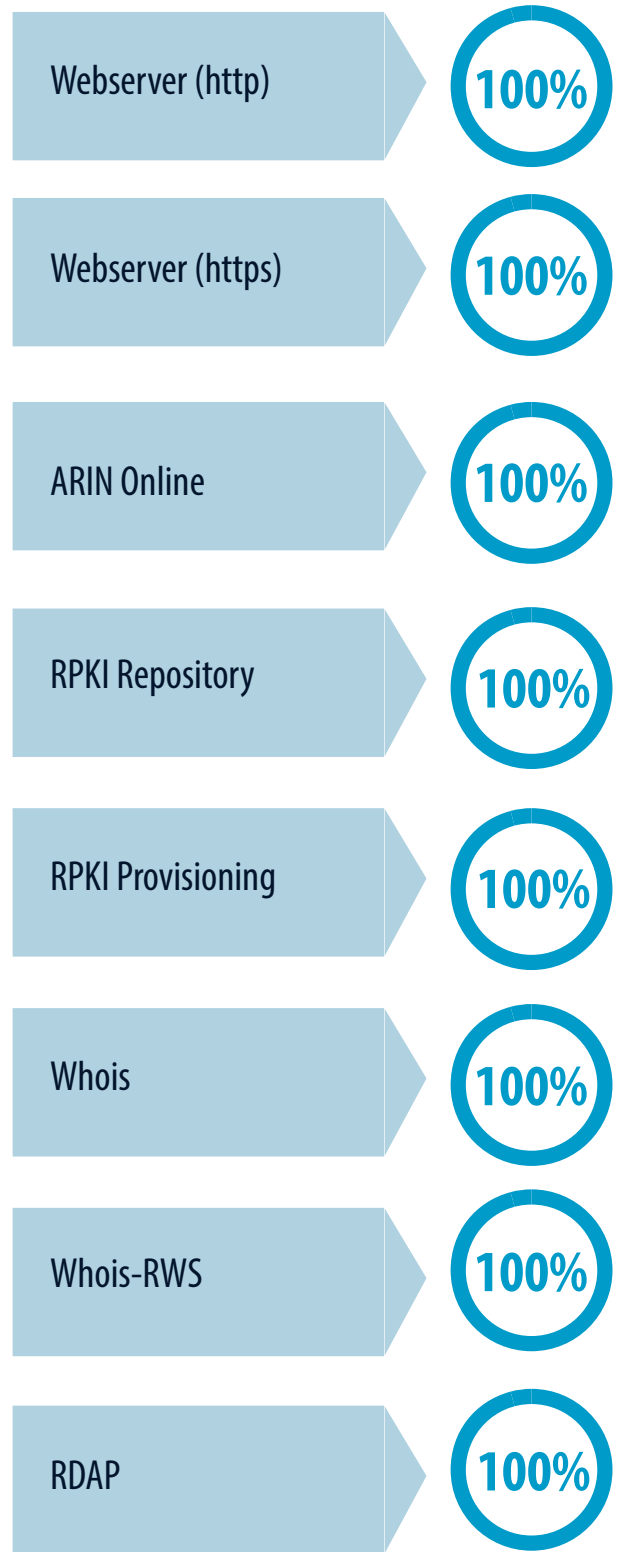 Webserver (http)
100%
Webserver (https)
100%
ARIN Online
100%
RPKI Repository
100%
RPKI Provisioning
100%
Whois
100%
Whois-RWS
100%
RDAP
100%